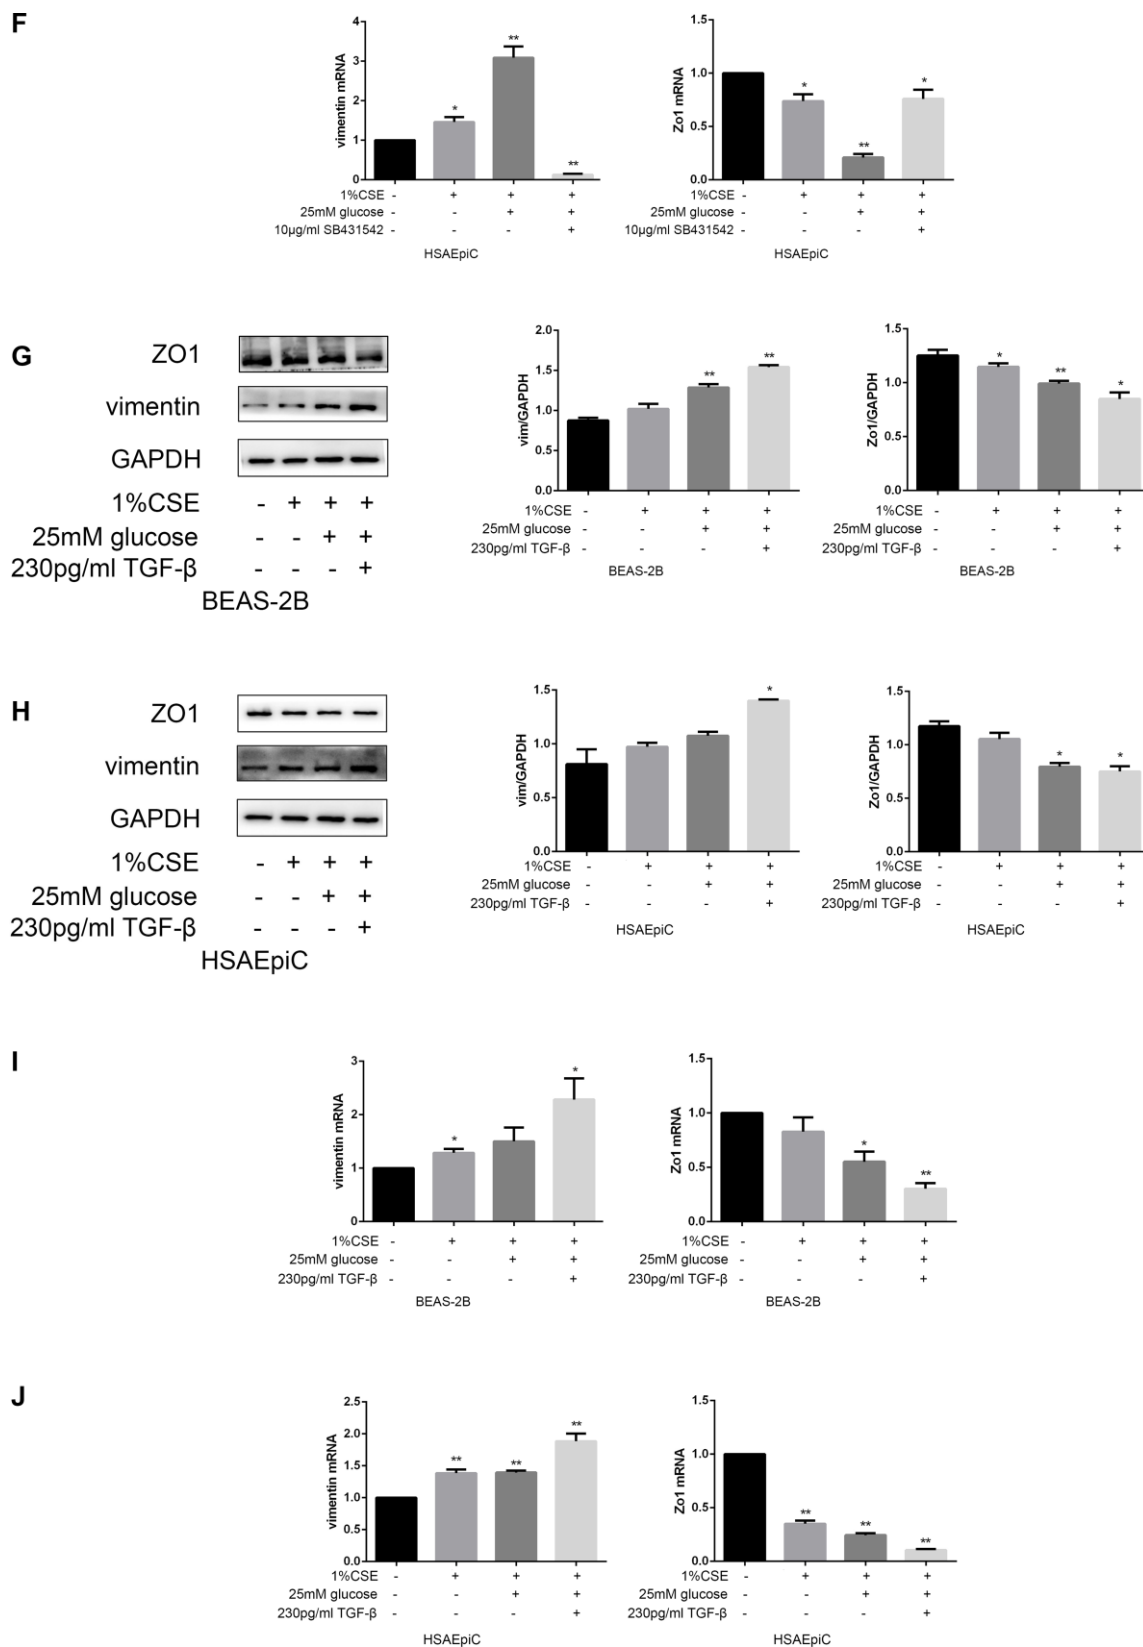 F
vimentin mRNA
4
3
2
1
0
*
**
**
1%CSE - + + +
25mM glucose - - + +
10μg/ml SB431542 - - - +
HSAEpiC
Zo1 mRNA
1.5
1.0
0.5
0.0
*
**
*
1%CSE - + + +
25mM glucose - - + +
10μg/ml SB431542 - - - +
HSAEpiC
G
ZO1
vimentin
GAPDH
1%CSE - + + +
25mM glucose - - + +
230pg/ml TGF-β - - - +
BEAS-2B
vim/GAPDH
2.0
1.5
1.0
0.5
0.0
**
**
1%CSE - + + +
25mM glucose - - + +
230pg/ml TGF-β - - - +
BEAS-2B
Zo1/GAPDH
1.5
1.0
0.5
0.0
*
**
*
1%CSE - + + +
25mM glucose - - + +
230pg/ml TGF-β - - - +
BEAS-2B
H
ZO1
vimentin
GAPDH
1%CSE - + + +
25mM glucose - - + +
230pg/ml TGF-β - - - +
HSAEpiC
vim/GAPDH
1.5
1.0
0.5
0.0
*
1%CSE - + + +
25mM glucose - - + +
230pg/ml TGF-β - - - +
HSAEpiC
Zo1/GAPDH
1.5
1.0
0.5
0.0
*
*
1%CSE - + + +
25mM glucose - - + +
230pg/ml TGF-β - - - +
HSAEpiC
I
vimentin mRNA
3
2
1
0
*
*
1%CSE - + + +
25mM glucose - - + +
230pg/ml TGF-β - - - +
BEAS-2B
Zo1 mRNA
1.5
1.0
0.5
0.0
*
**
1%CSE - + + +
25mM glucose - - + +
230pg/ml TGF-β - - - +
BEAS-2B
J
vimentin mRNA
2.5
2.0
1.5
1.0
0.5
0.0
**
**
**
1%CSE - + + +
25mM glucose - - + +
230pg/ml TGF-β - - - +
HSAEpiC
Zo1 mRNA
1.5
1.0
0.5
0.0
**
**
**
1%CSE - + + +
25mM glucose - - + +
230pg/ml TGF-β - - - +
HSAEpiC